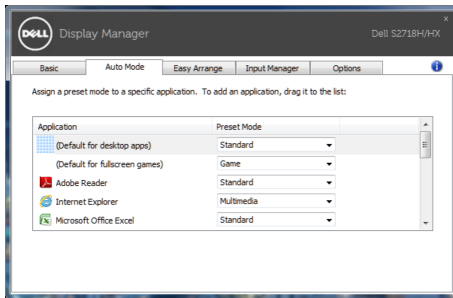 DELL Display Manager
x
Dell S2718H/HX
Basic Auto Mode Easy Arrange Input Manager Options i
Assign a preset mode to a specific application. To add an application, drag it to the list:
Application Preset Mode
(Default for desktop apps) Standard
(Default for fullscreen games) Game
Adobe Reader Standard
Internet Explorer Multimedia
Microsoft Office Excel Standard